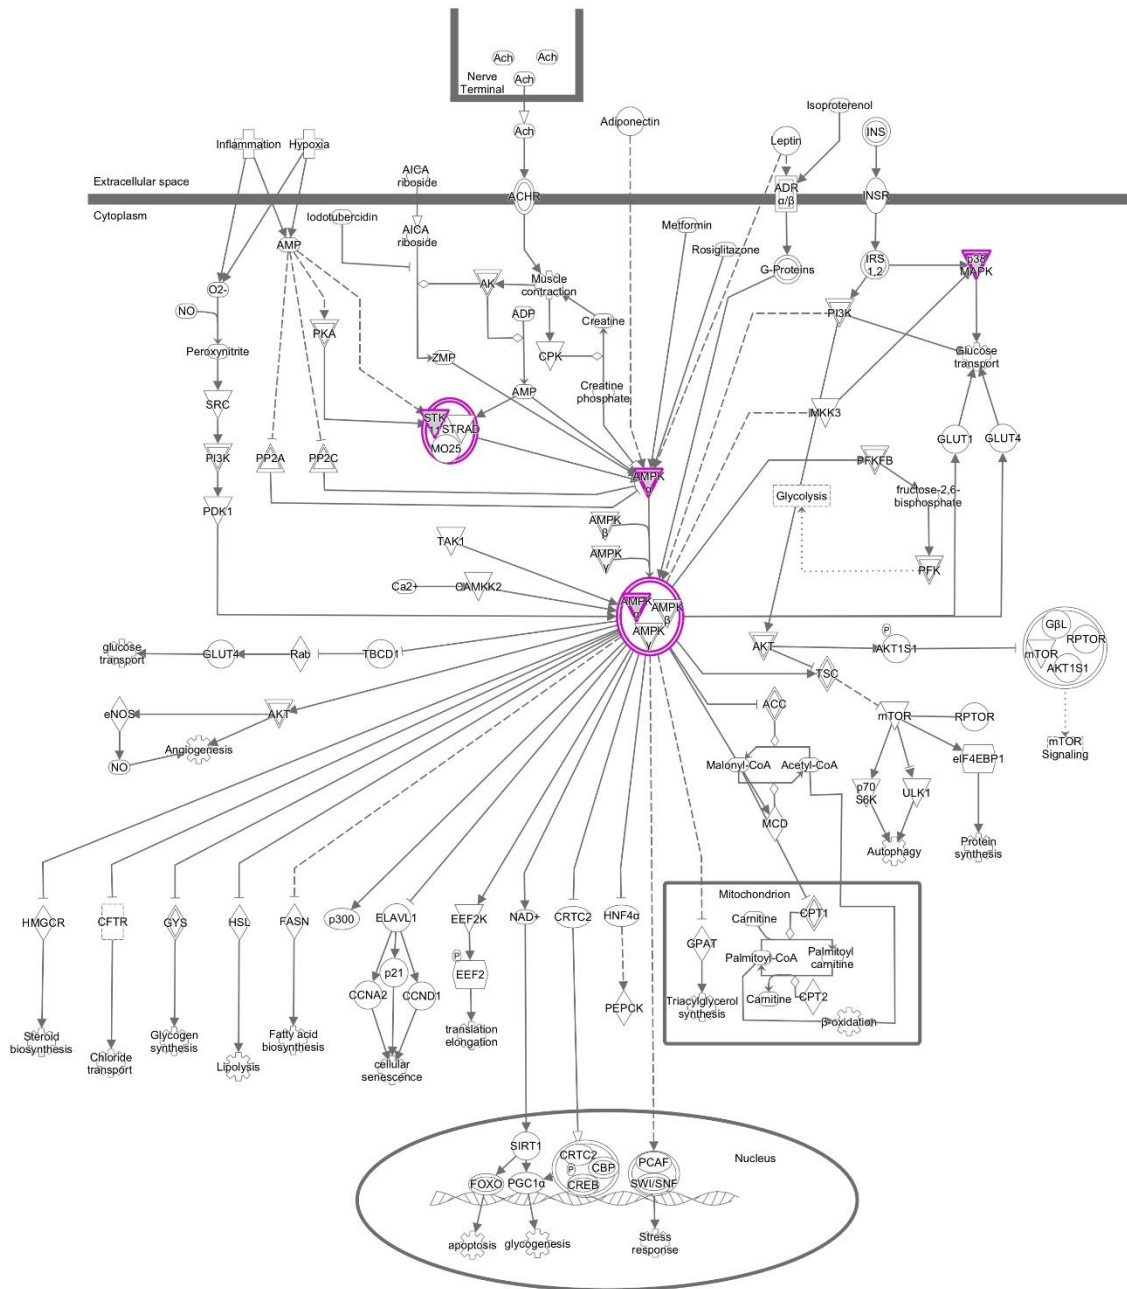 Ach
Ach
Ach
Nerve
Terminal
Ach
Isoproterenol
Adiponectin
Leptin
INS
Inflammation
Hypoxia
AICA
riboside
Extracellular space
ACHR
ADR
α/β
INSR
Cytoplasm
Iodotubercidin
AICA
riboside
Metformin
Rosiglitazone
AMP
G-Proteins
IRS
1,2
p38
MAPK
O2-
AK
Muscle
contraction
NO
PKA
ADP
Creatine
PI3K
Peroxynitrite
ZMP
CPK
Glucose
transport
SRC
AMP
Creatine
phosphate
STK
11
STRAD
MO25
MKK3
GLUT1
GLUT4
PI3K
PP2A
PP2C
AMPK
α
PFKFB
Glycolysis
fructose-2,6-
bisphosphate
PDK1
AMPK
β
TAK1
AMPK
γ
PFK
Ca2+
CAMKK2
AMPK
α
AMPK
β
AMPK
γ
glucose
transport
GLUT4
Rab
TBCD1
AKT
P
AKT1S1
GβL
RPTOR
mTOR
AKT1S1
TSC
eNOS
AKT
ACC
mTOR
RPTOR
NO
Angiogenesis
Malonyl-CoA
Acetyl-CoA
eIF4EBP1
mTOR
Signaling
p70
S6K
ULK1
MCD
Autophagy
Protein
synthesis
Mitochondrion
HMGCR
CFTR
GYS
HSL
FASN
p300
ELAVL1
EEF2K
NAD+
CRTC2
HNF4α
GPAT
Carnitine
CPT1
Palmitoyl-CoA
Palmitoyl
carnitine
P
EEF2
p21
CCNA2
CCND1
PEPCK
Triacylglycerol
synthesis
Carnitine
CPT2
β-oxidation
Steroid
biosynthesis
Chloride
transport
Glycogen
synthesis
Lipolysis
Fatty acid
biosynthesis
cellular
senescence
translation
elongation
SIRT1
CRTC2
P
CBP
CREB
PCAF
SWI/SNF
Nucleus
FOXO
PGC1α
apoptosis
glycogenesis
Stress
response